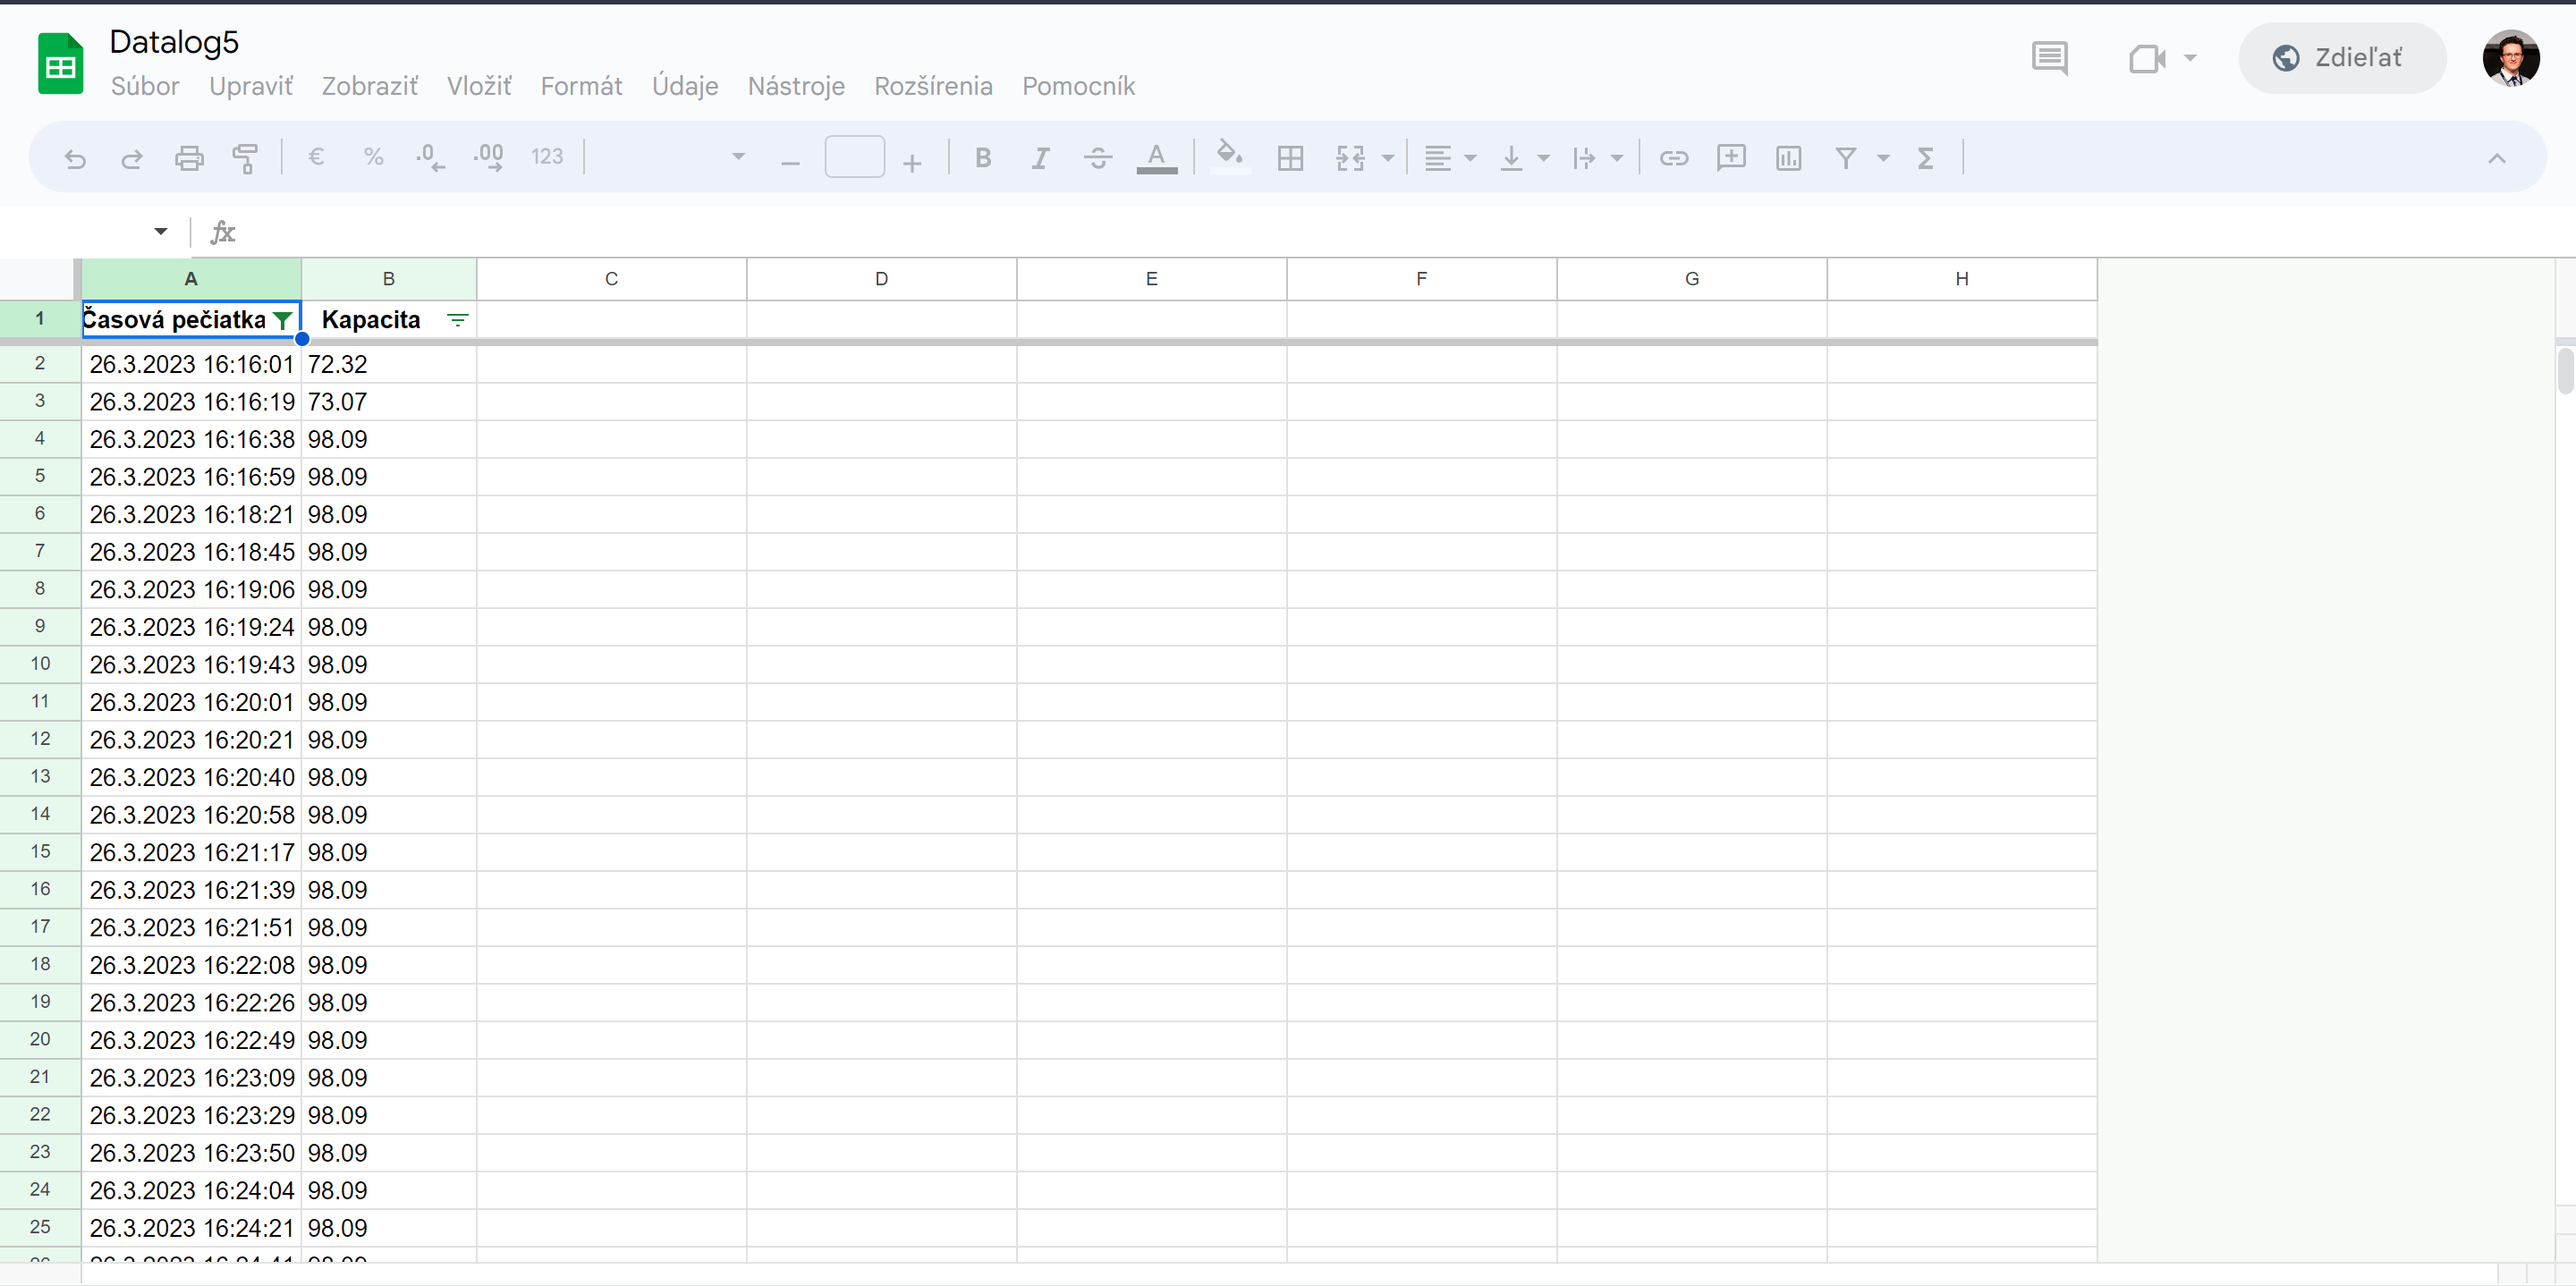 Datalog5
Súbor Upraviť Zobraziť Vložiť Formát Údaje Nástroje Rozšírenia Pomocník
Zdieľať
€ % .0 .00 123 B I S A Σ
fx
A B C D E F G H
1 Časová pečiatka Kapacita
2 26.3.2023 16:16:01 72.32
3 26.3.2023 16:16:19 73.07
4 26.3.2023 16:16:38 98.09
5 26.3.2023 16:16:59 98.09
6 26.3.2023 16:18:21 98.09
7 26.3.2023 16:18:45 98.09
8 26.3.2023 16:19:06 98.09
9 26.3.2023 16:19:24 98.09
10 26.3.2023 16:19:43 98.09
11 26.3.2023 16:20:01 98.09
12 26.3.2023 16:20:21 98.09
13 26.3.2023 16:20:40 98.09
14 26.3.2023 16:20:58 98.09
15 26.3.2023 16:21:17 98.09
16 26.3.2023 16:21:39 98.09
17 26.3.2023 16:21:51 98.09
18 26.3.2023 16:22:08 98.09
19 26.3.2023 16:22:26 98.09
20 26.3.2023 16:22:49 98.09
21 26.3.2023 16:23:09 98.09
22 26.3.2023 16:23:29 98.09
23 26.3.2023 16:23:50 98.09
24 26.3.2023 16:24:04 98.09
25 26.3.2023 16:24:21 98.09